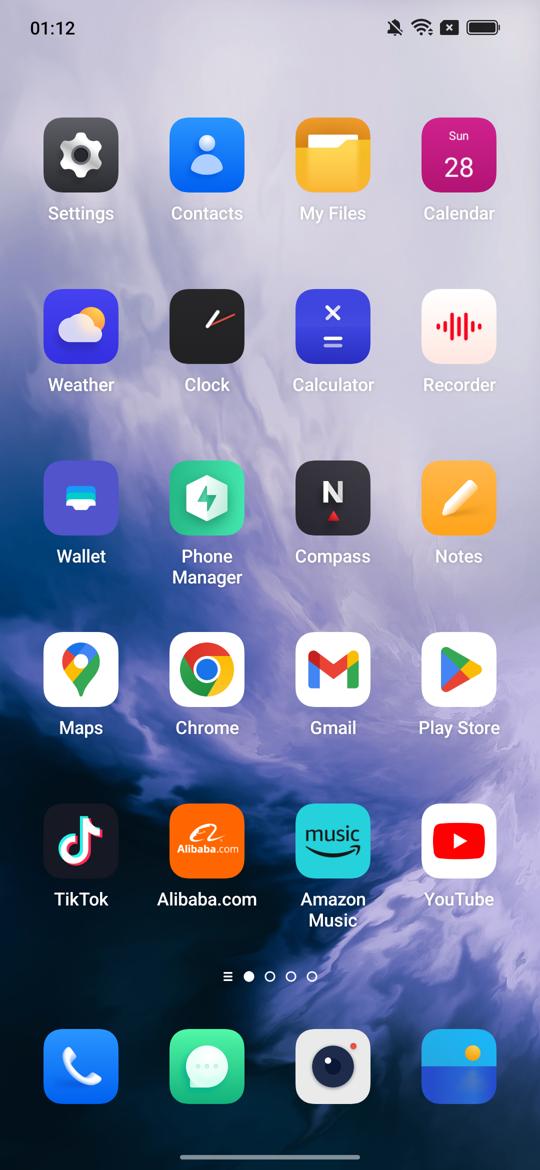 01:12
Settings
Contacts
My Files
Sun
28
Calendar
Weather
Clock
Calculator
Recorder
Wallet
Phone
Manager
N
Compass
Notes
Maps
Chrome
Gmail
Play Store
TikTok
Alibaba.com
Alibaba.com
music
Amazon
Music
YouTube